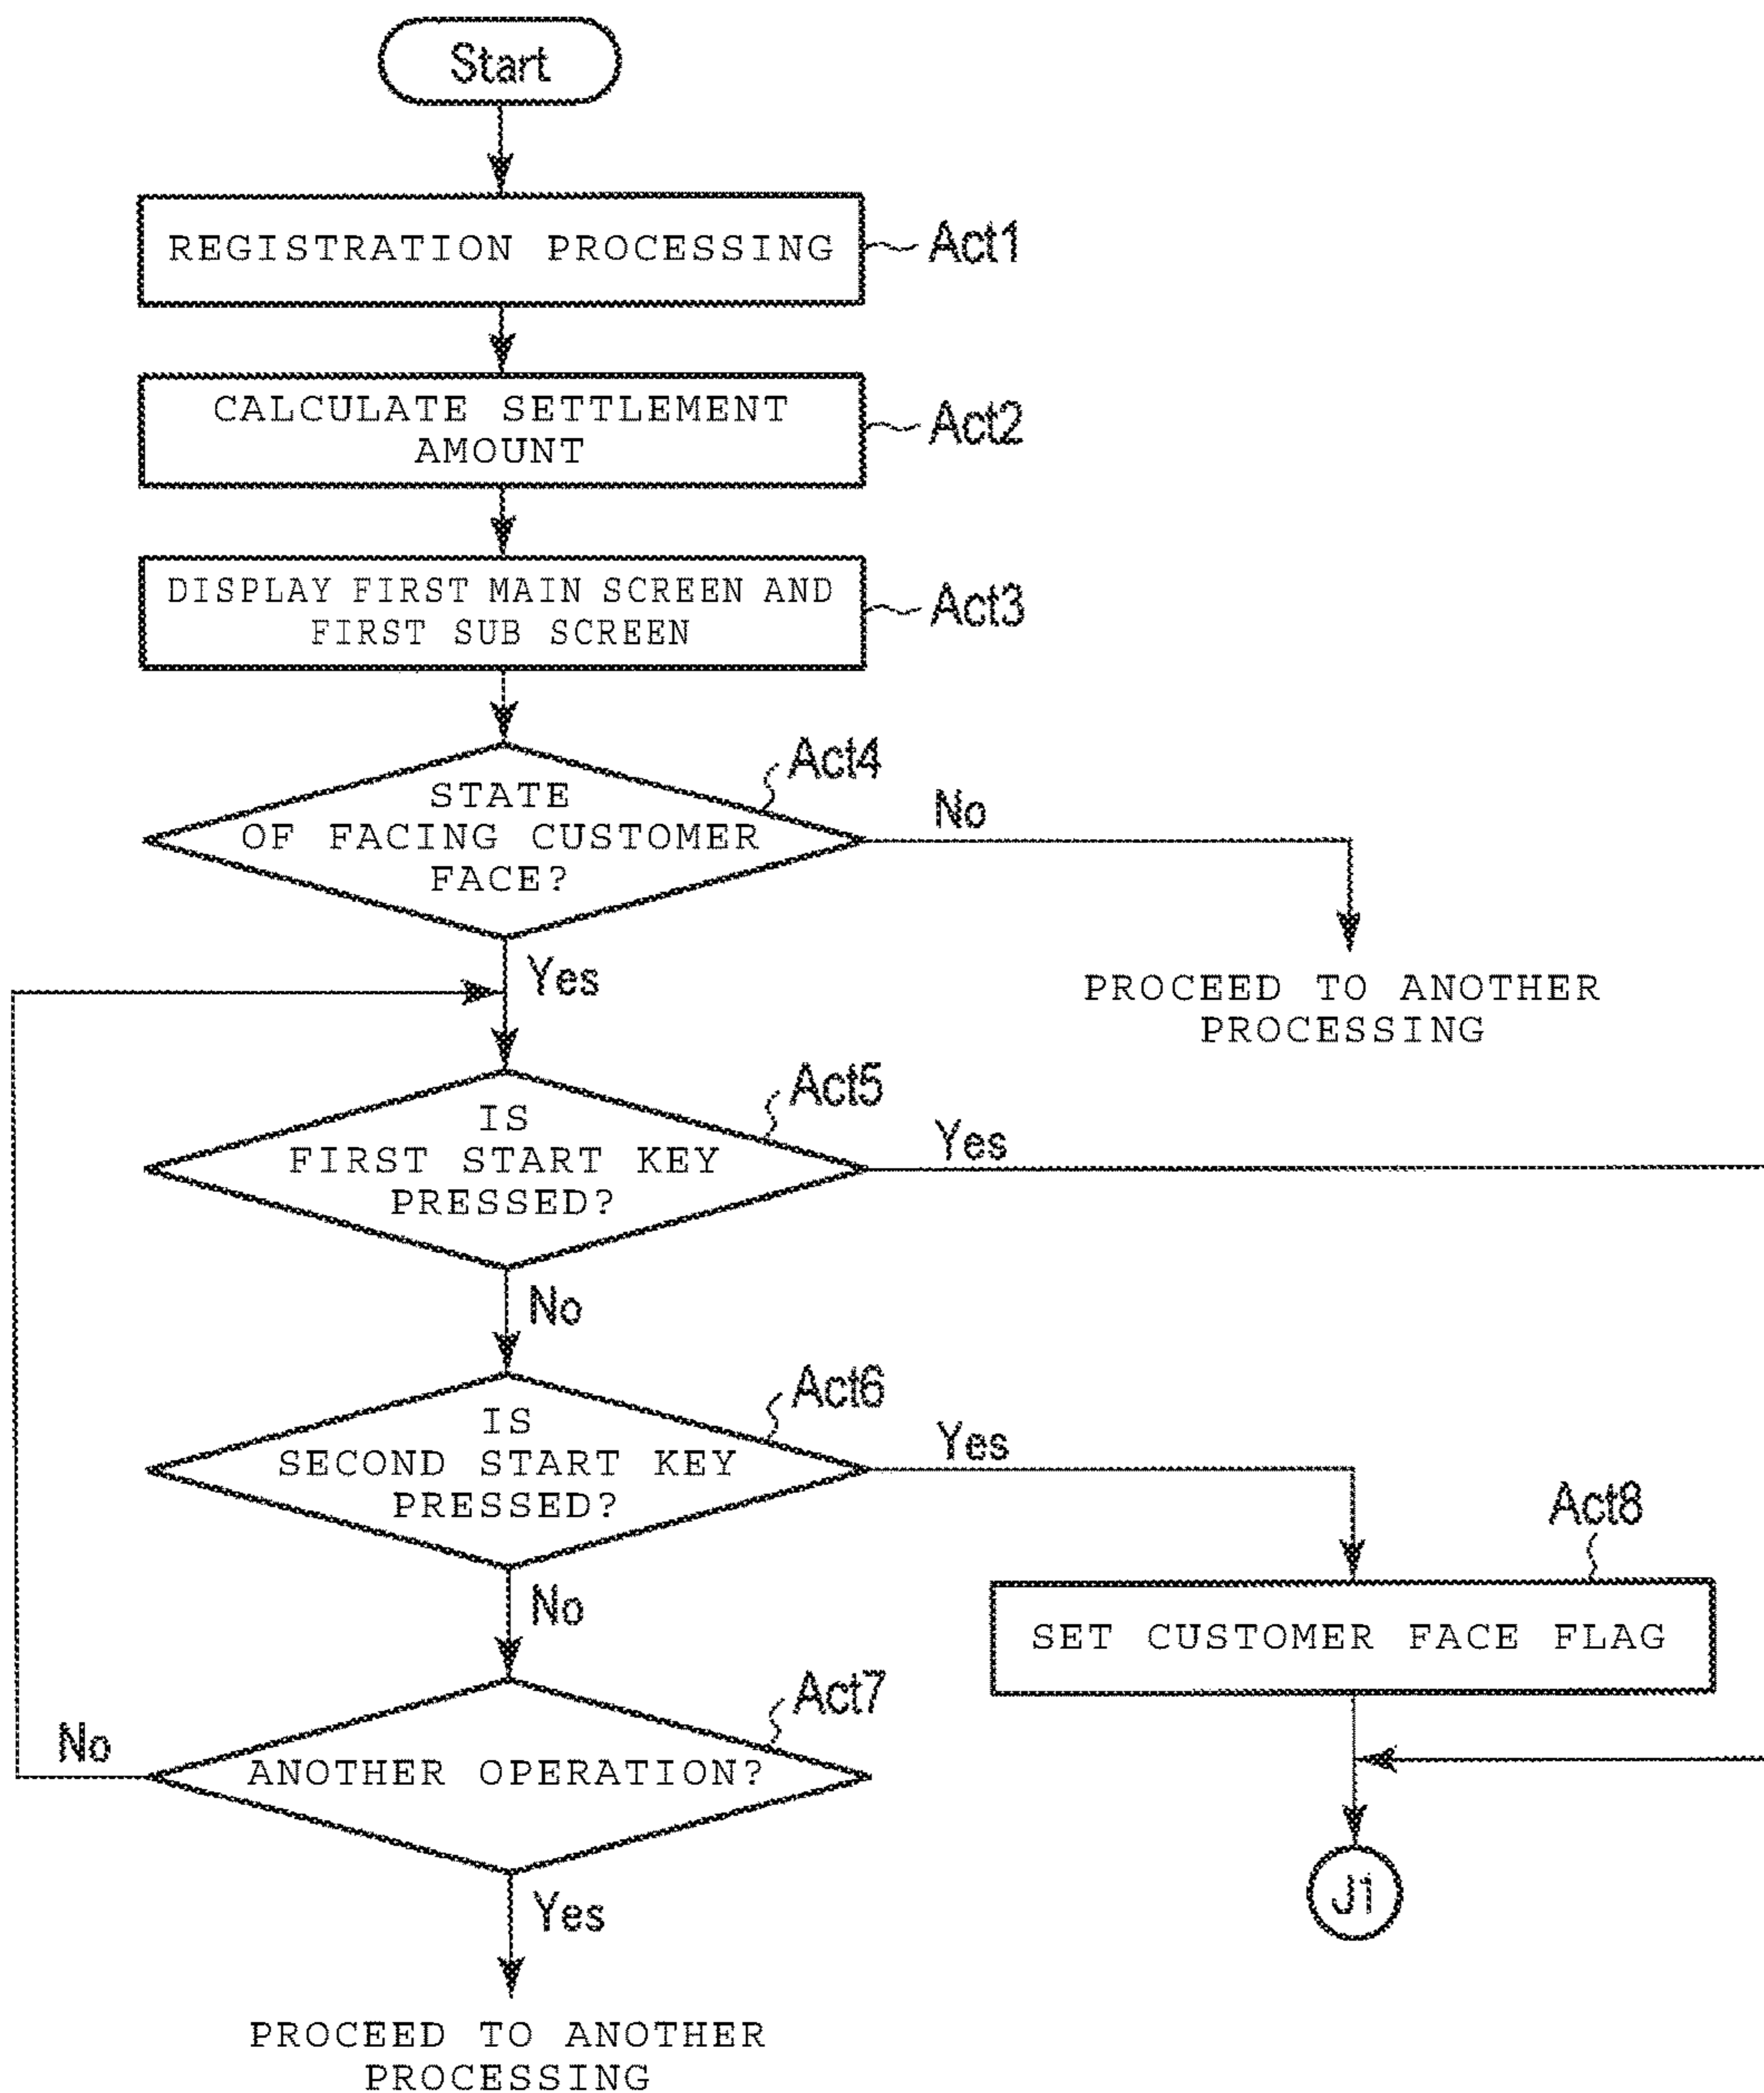 Start
REGISTRATION PROCESSING
Act1
CALCULATE SETTLEMENT
AMOUNT
Act2
DISPLAY FIRST MAIN SCREEN AND
FIRST SUB SCREEN
Act3
Act4
STATE
OF FACING CUSTOMER
FACE?
No
PROCEED TO ANOTHER
PROCESSING
Yes
Act5
IS
FIRST START KEY
PRESSED?
Yes
No
Act6
IS
SECOND START KEY
PRESSED?
Yes
Act8
SET CUSTOMER FACE FLAG
No
Act7
ANOTHER OPERATION?
No
J1
Yes
PROCEED TO ANOTHER
PROCESSING